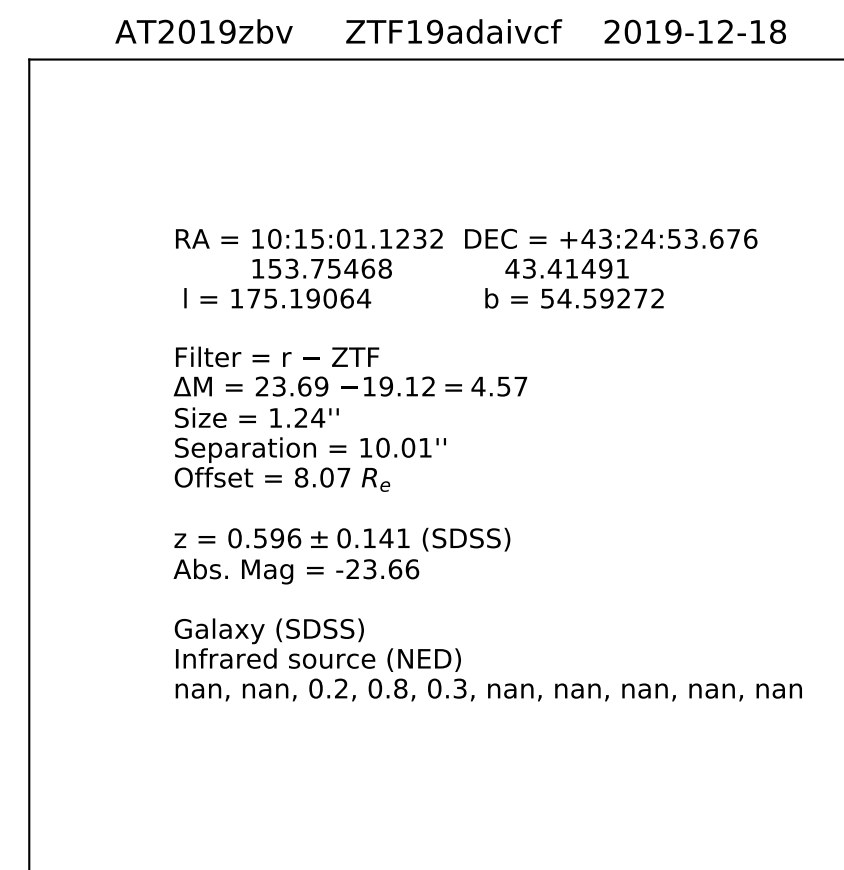 AT2019zbv ZTF19adaivcf 2019-12-18
RA = 10:15:01.1232 DEC = +43:24:53.676
153.75468 43.41491
l = 175.19064 b = 54.59272
Filter = r − ZTF
ΔM = 23.69 −19.12 = 4.57
Size = 1.24''
Separation = 10.01''
Offset = 8.07 Rₑ
z = 0.596 ± 0.141 (SDSS)
Abs. Mag = -23.66
Galaxy (SDSS)
Infrared source (NED)
nan, nan, 0.2, 0.8, 0.3, nan, nan, nan, nan, nan